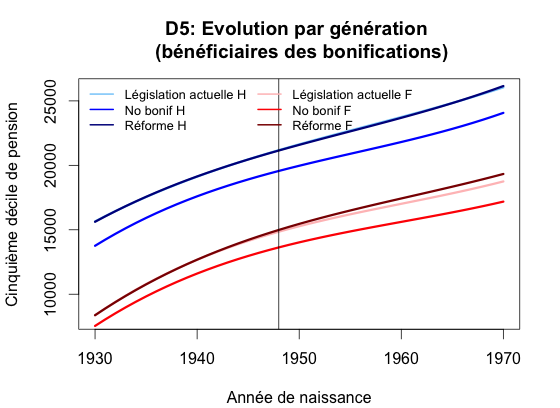 D5: Evolution par génération
(bénéficiaires des bonifications)
Législation actuelle H
No bonif H
Réforme H
Législation actuelle F
No bonif F
Réforme F
Cinquième décile de pension
25000
20000
15000
10000
1930 1940 1950 1960 1970
Année de naissance